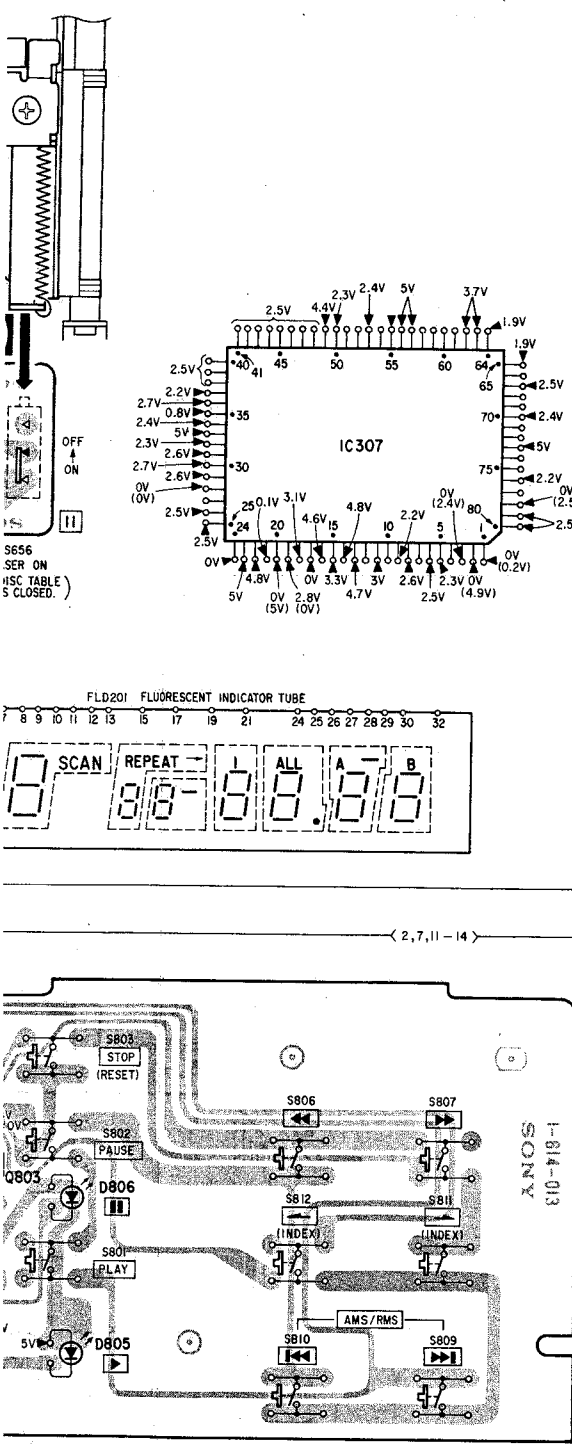 2.5V
4.4V
2.3V
2.4V
5V
3.7V
1.9V
1.9V
40
41
45
50
55
60
64
65
2.5V
2.2V
2.7V
0.8V
2.4V
5V
2.3V
2.6V
2.7V
2.6V
0V
(0V)
2.5V
2.5V
35
30
25
24
IC307
70
75
80
2.5V
2.4V
5V
2.2V
0.1V
3.1V
4.6V
4.8V
2.2V
0V
(2.4V)
20
15
10
5
1
0V
5V
4.8V
0V
(5V)
2.8V
(0V)
0V
3.3V
4.7V
3V
2.6V
2.5V
2.3V
0V
(4.9V)
0V
(0.2V)
OFF
ON
11
S656
DISC TABLE
S CLOSED.
FLD201 FLUORESCENT INDICATOR TUBE
7 8 9 10 11 12 13 15 17 19 21 24 25 26 27 28 29 30 32
SCAN REPEAT 1 ALL A B
2,7,11–14
S803
STOP
(RESET)
S802
PAUSE
Q803
D806
S801
PLAY
5V
D805
S806
S807
S812
(INDEX)
S811
(INDEX)
AMS/RMS
S810
S809
1-614-013
SONY